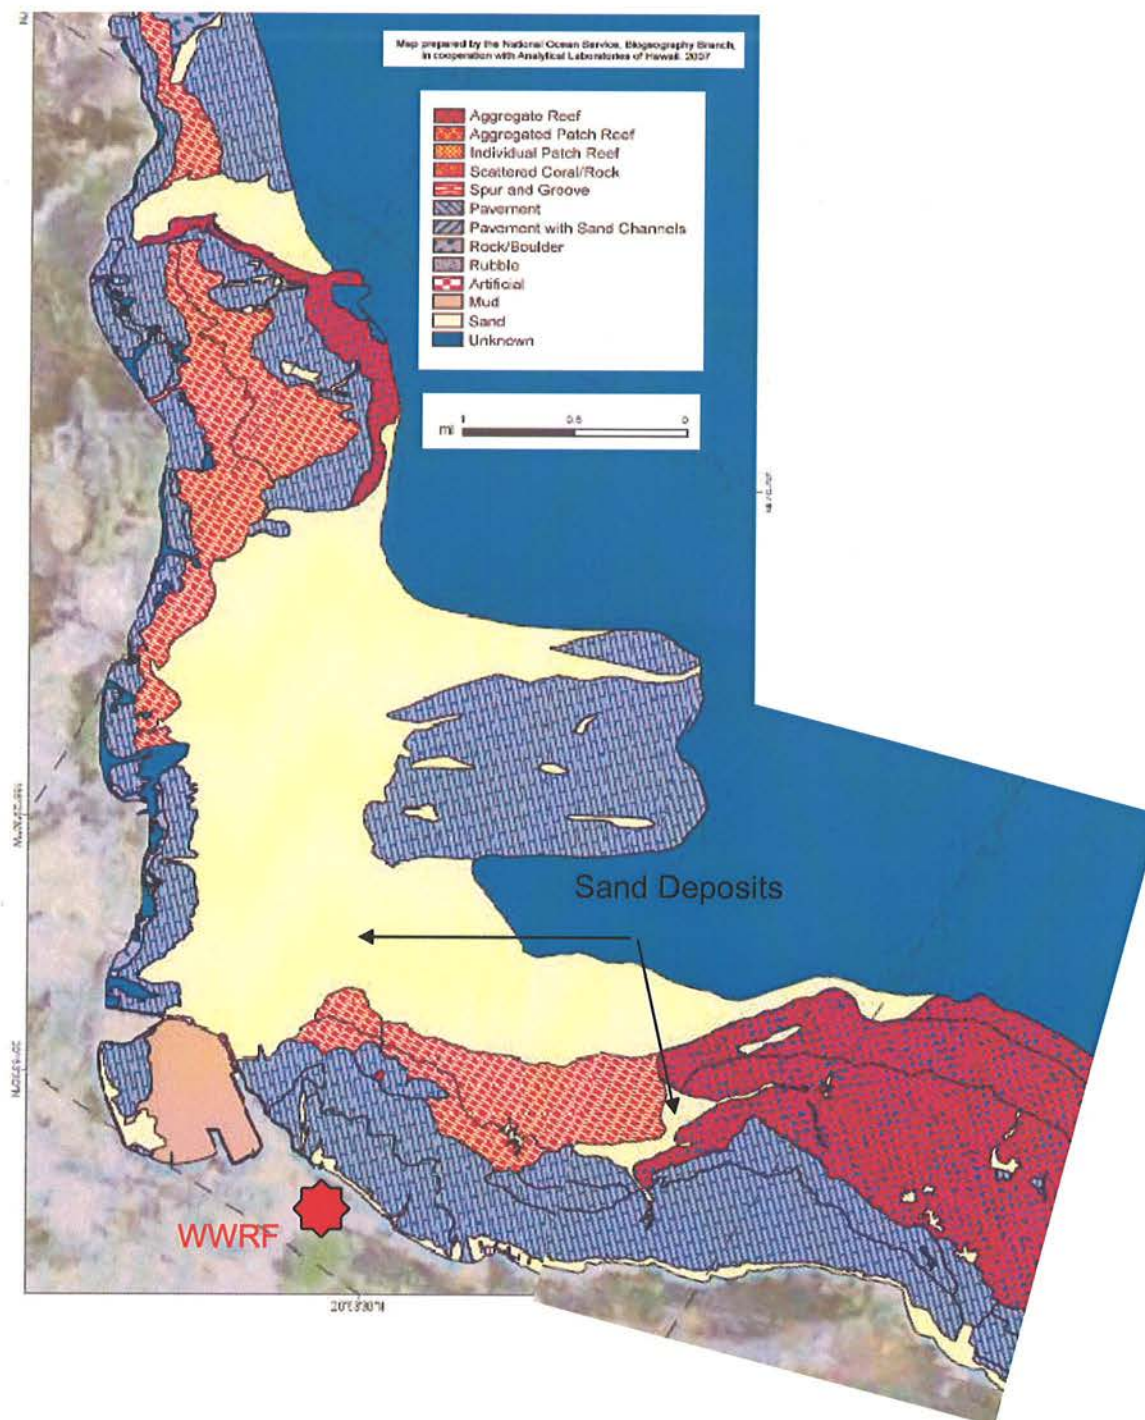 Map prepared by the National Ocean Service, Biogeography Branch,
in cooperation with Analytical Laboratories of Hawaii, 2007
Aggregate Reef
Aggregated Patch Reef
Individual Patch Reef
Scattered Coral/Rock
Spur and Groove
Pavement
Pavement with Sand Channels
Rock/Boulder
Rubble
Artificial
Mud
Sand
Unknown
1 0.5 0
mi
Sand Deposits
WWRF